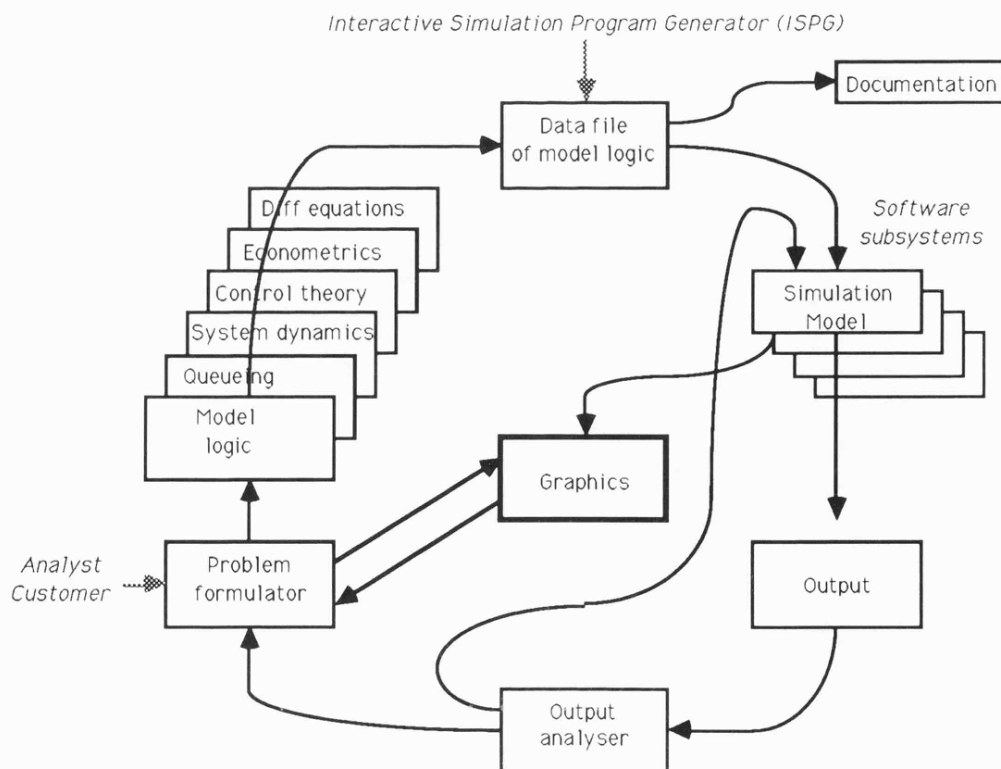 Interactive Simulation Program Generator (ISPG)
Documentation
Data file
of model logic
Diff equations
Econometrics
Control theory
System dynamics
Queueing
Model
logic
Software
subsystems
Simulation
Model
Graphics
Analyst
Customer
Problem
formulator
Output
Output
analyser